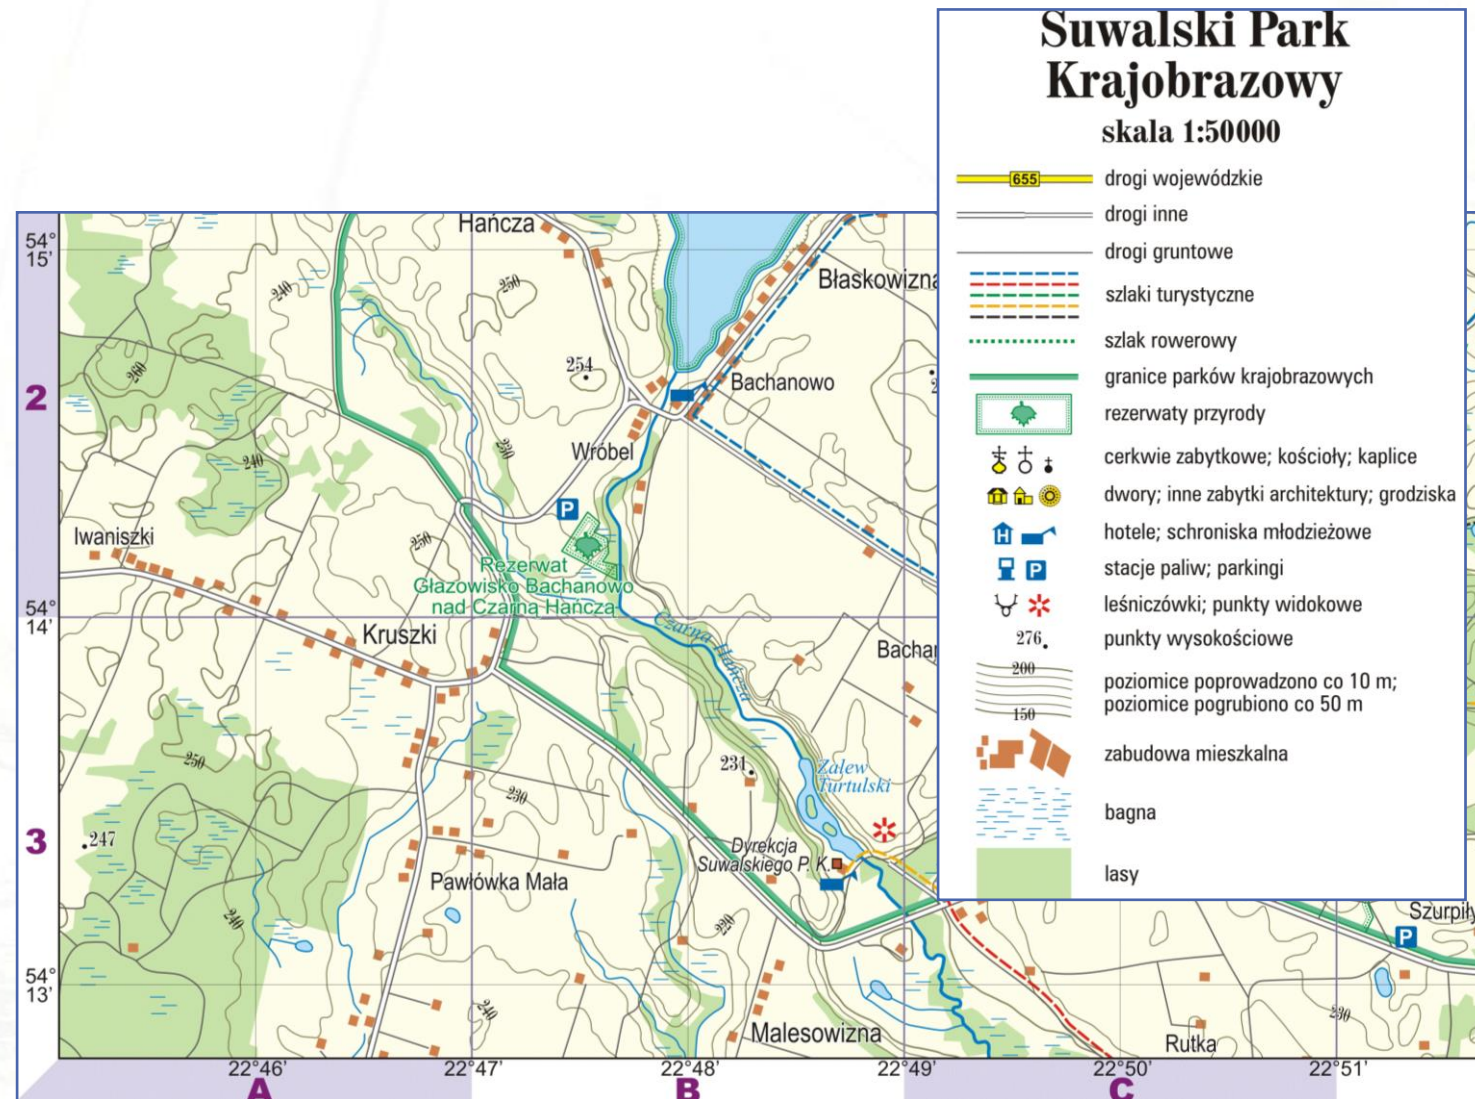 Suwalski Park
Krajobrazowy
skala 1:50000
655
drogi wojewódzkie
drogi inne
drogi gruntowe
szlaki turystyczne
szlak rowerowy
granice parków krajobrazowych
rezerwaty przyrody
cerkwie zabytkowe; kościoły; kaplice
dwory; inne zabytki architektury; grodziska
H
hotele; schroniska młodzieżowe
P
stacje paliw; parkingi
leśniczówki; punkty widokowe
276
punkty wysokościowe
200
150
poziomice poprowadzono co 10 m;
poziomice pogrubiono co 50 m
zabudowa mieszkalna
bagna
lasy
54°
15'
Hańcza
Błaskowizna
240
250
260
254
2
Bachanowo
Wróbel
240
230
P
Iwaniszki
250
Rezerwat
Głazowisko Bachanowo
nad Czarną Hańczą
54°
14'
Kruszki
Czarna Hańcza
Bachan
250
230
231
Zalew
Turtulski
3
247
Dyrekcja
Suwalskiego P. K.
Pawłówka Mała
240
220
Szurpiły
P
54°
13'
240
Malesowizna
230
Rutka
22°46'
22°47'
22°48'
22°49'
22°50'
22°51'
A
B
C